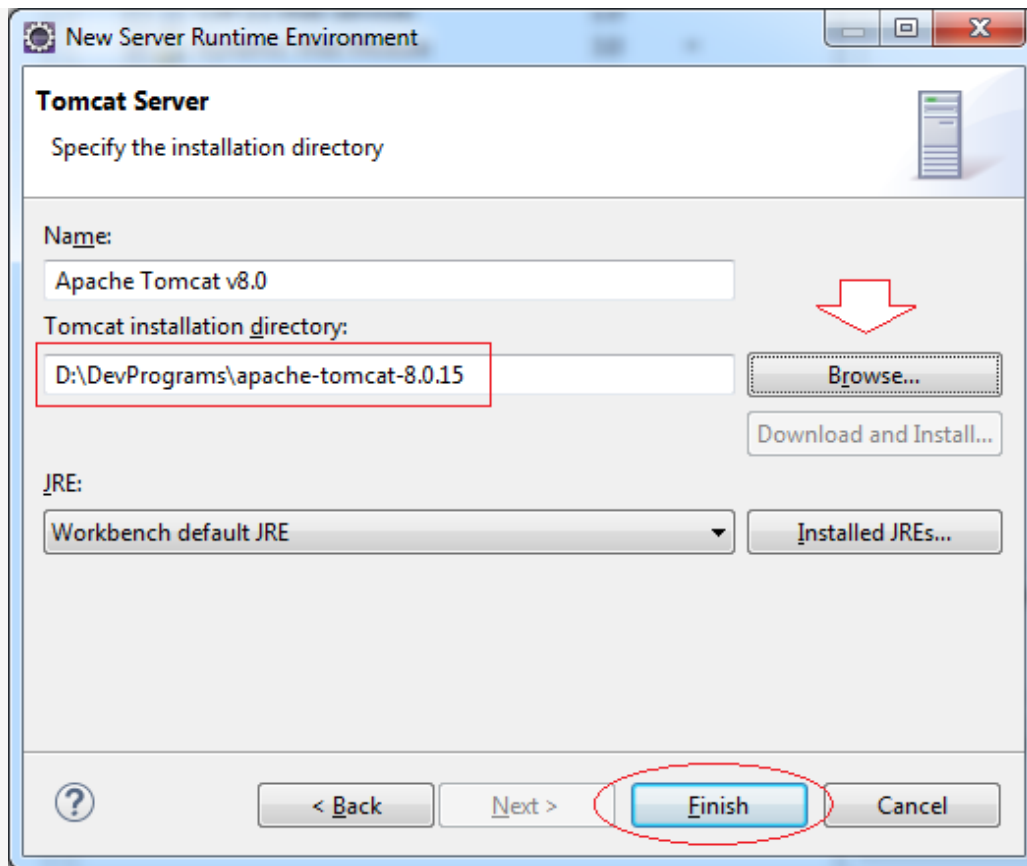 New Server Runtime Environment
Tomcat Server
Specify the installation directory
Name:
Apache Tomcat v8.0
Tomcat installation directory:
D:\DevPrograms\apache-tomcat-8.0.15
Browse...
Download and Install...
JRE:
Workbench default JRE
Installed JREs...
< Back
Next >
Finish
Cancel